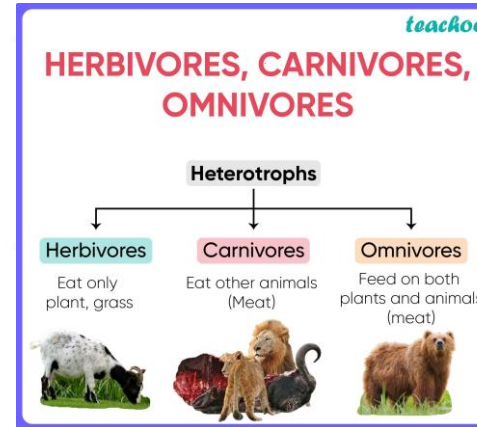 teachoo
HERBIVORES, CARNIVORES,
OMNIVORES
Heterotrophs
Herbivores
Eat only
plant, grass
Carnivores
Eat other animals
(Meat)
Omnivores
Feed on both
plants and animals
(meat)